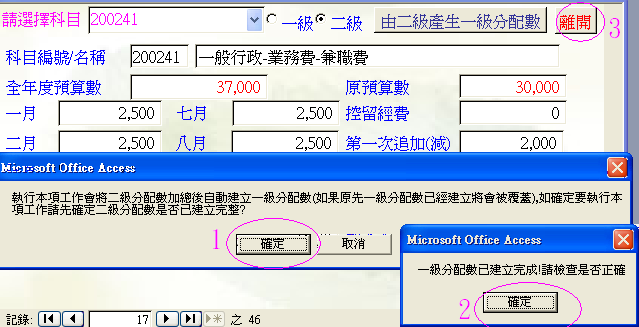 請選擇科目 200241 一級 二級 由二級產生一級分配數 離開 3
科目編號/名稱 200241 一般行政-業務費-兼職費
全年度預算數 37,000 原預算數 30,000
一月 2,500 七月 2,500 控留經費 0
二月 2,500 八月 2,500 第一次追加(減) 2,000
Microsoft Office Access
執行本項工作會將二級分配數加總後自動建立一級分配數(如果原先一級分配數已經建立將會被覆蓋),如確定要執行本
項工作請先確定二級分配數是否已建立完整?
1 確定 取消
Microsoft Office Access
一級分配數已建立完成!請檢查是否正確
2 確定
記錄: 17 之 46